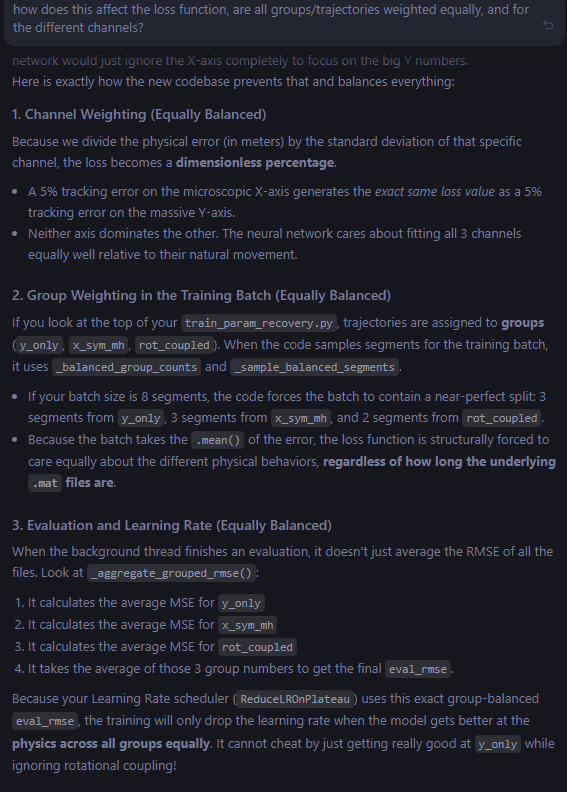 how does this affect the loss function, are all groups/trajectories weighted equally, and for
the different channels?
network would just ignore the X-axis completely to focus on the big Y numbers.
Here is exactly how the new codebase prevents that and balances everything:
1. Channel Weighting (Equally Balanced)
Because we divide the physical error (in meters) by the standard deviation of that specific
channel, the loss becomes a dimensionless percentage.
• A 5% tracking error on the microscopic X-axis generates the exact same loss value as a 5%
tracking error on the massive Y-axis.
• Neither axis dominates the other. The neural network cares about fitting all 3 channels
equally well relative to their natural movement.
2. Group Weighting in the Training Batch (Equally Balanced)
If you look at the top of your train_param_recovery.py, trajectories are assigned to groups
(y_only, x_sym_mh, rot_coupled). When the code samples segments for the training batch,
it uses _balanced_group_counts and _sample_balanced_segments.
• If your batch size is 8 segments, the code forces the batch to contain a near-perfect split: 3
segments from y_only, 3 segments from x_sym_mh, and 2 segments from rot_coupled.
• Because the batch takes the .mean() of the error, the loss function is structurally forced to
care equally about the different physical behaviors, regardless of how long the underlying
.mat files are.
3. Evaluation and Learning Rate (Equally Balanced)
When the background thread finishes an evaluation, it doesn't just average the RMSE of all the
files. Look at _aggregate_grouped_rmse():
1. It calculates the average MSE for y_only
2. It calculates the average MSE for x_sym_mh
3. It calculates the average MSE for rot_coupled
4. It takes the average of those 3 group numbers to get the final eval_rmse.
Because your Learning Rate scheduler (ReduceLROnPlateau) uses this exact group-balanced
eval_rmse, the training will only drop the learning rate when the model gets better at the
physics across all groups equally. It cannot cheat by just getting really good at y_only while
ignoring rotational coupling!